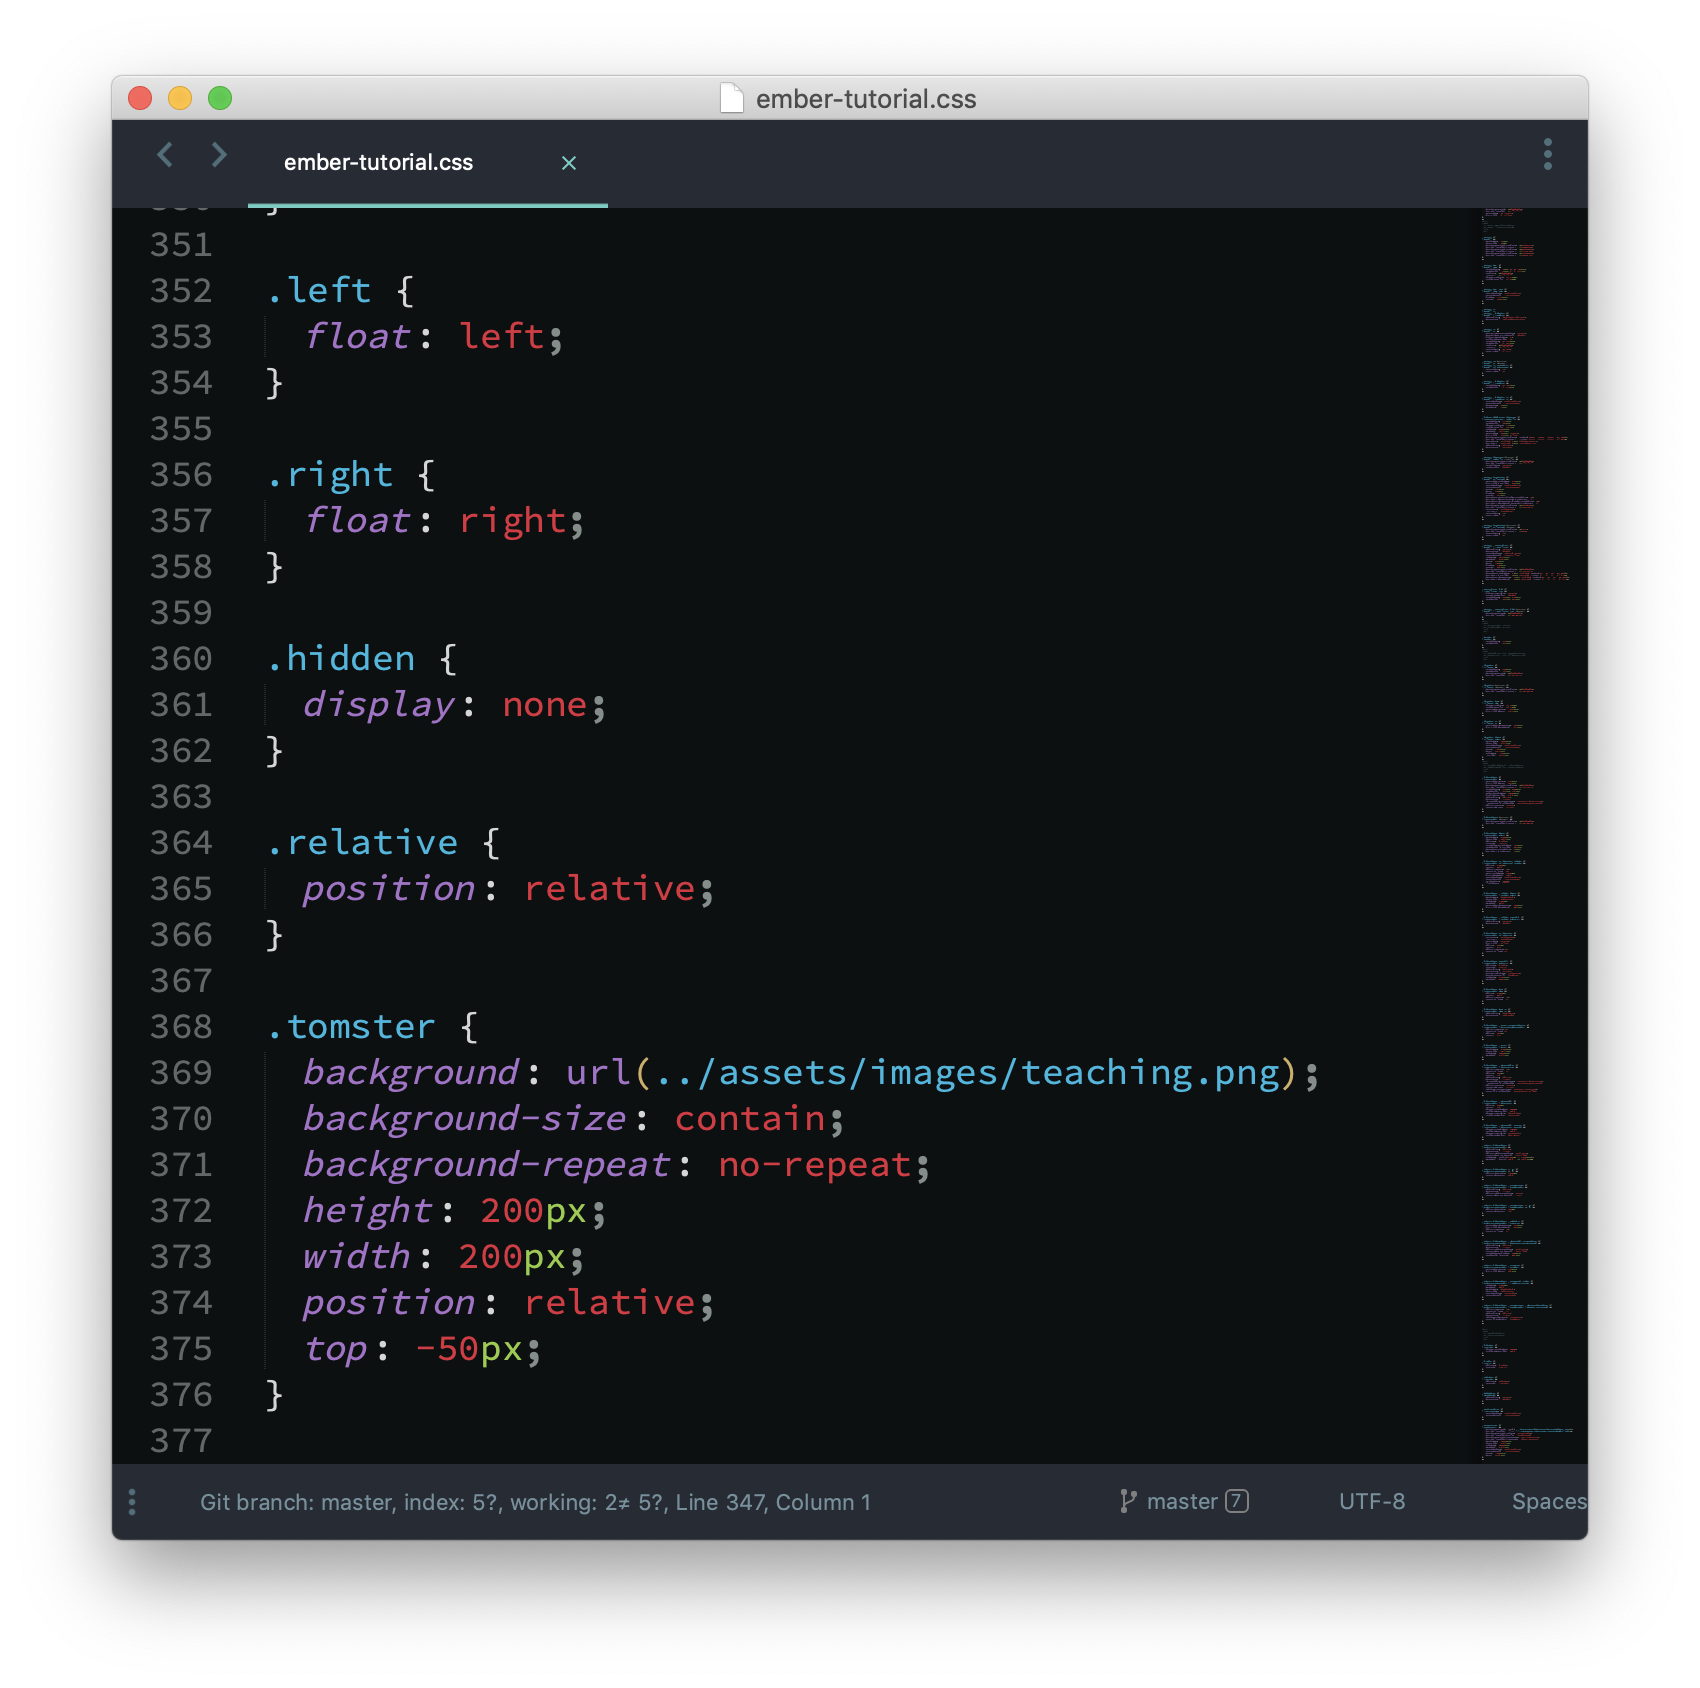 ember-tutorial.css
ember-tutorial.css ×
}
351
352 .left {
353 float: left;
354 }
355
356 .right {
357 float: right;
358 }
359
360 .hidden {
361 display: none;
362 }
363
364 .relative {
365 position: relative;
366 }
367
368 .tomster {
369 background: url(../assets/images/teaching.png);
370 background-size: contain;
371 background-repeat: no-repeat;
372 height: 200px;
373 width: 200px;
374 position: relative;
375 top: -50px;
376 }
377
Git branch: master, index: 5?, working: 2≠ 5?, Line 347, Column 1 master 7 UTF-8 Spaces